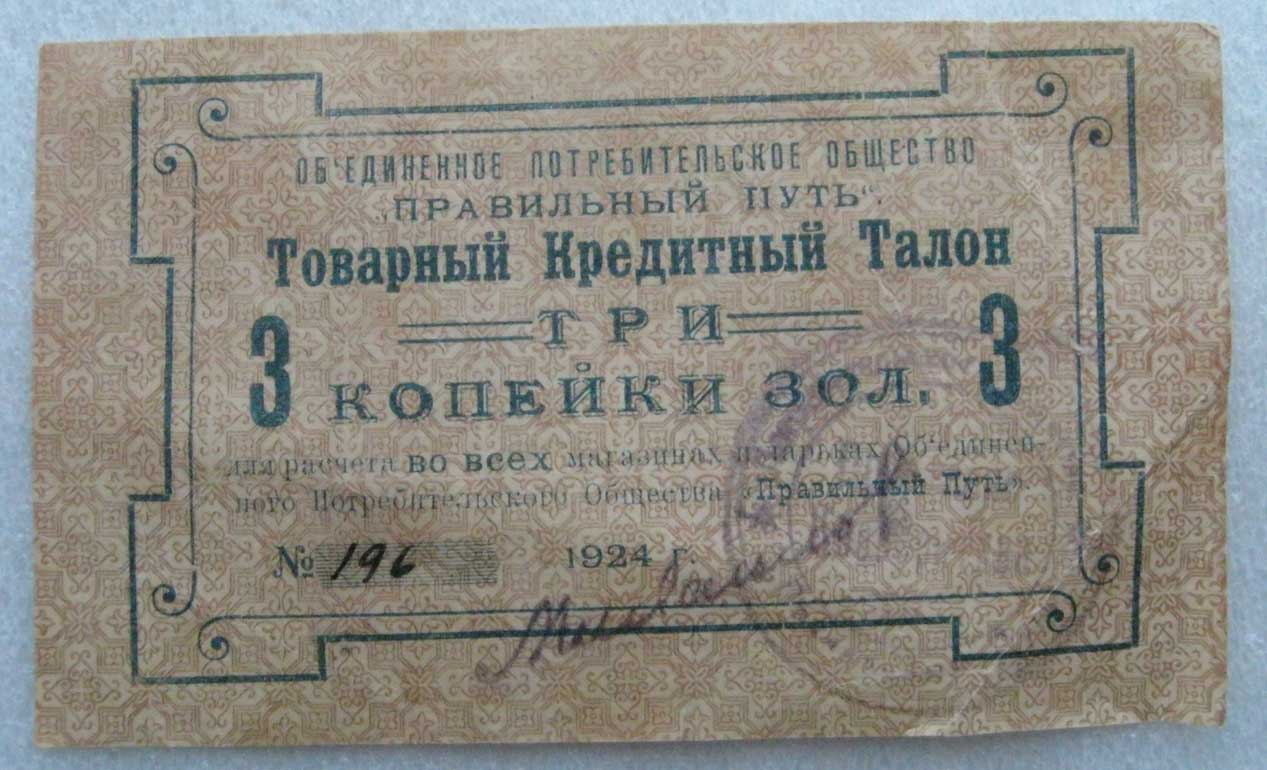 ОБ'ЕДИНЕННОЕ ПОТРЕБИТЕЛЬСКОЕ ОБЩЕСТВО
„ПРАВИЛЬНЫЙ ПУТЬ“.
Товарный Кредитный Талон
ТРИ
3 КОПЕЙКИ ЗОЛ. 3
для расчета во всех магазинах и ларьках Об'единен-
ного Потребительского Общества «Правильный Путь».
№ 196 1924 г.